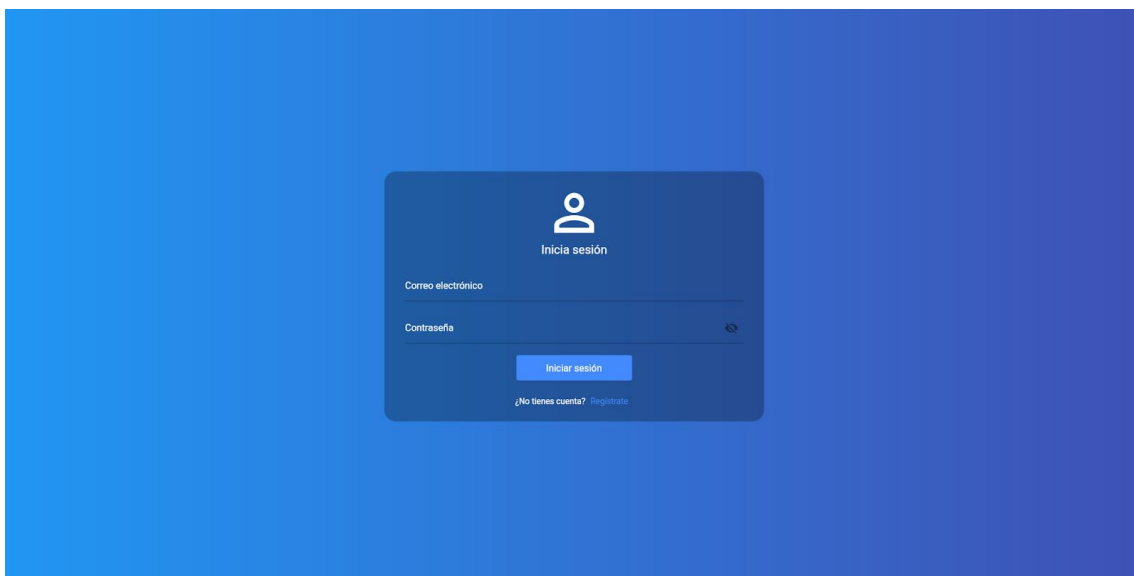 Inicia sesión
Correo electrónico
Contraseña
Iniciar sesión
¿No tienes cuenta? Regístrate